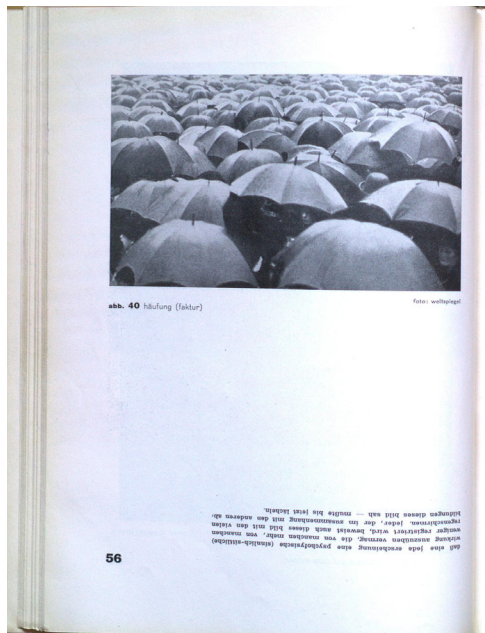 abb. 40 häufung (faktur)
foto: weltspiegel
daß eine jede erscheinung eine psychophysische (sinnlich-sittliche)
wirkung auszuüben vermag, die von manchen mehr, von manchen
weniger registriert wird, beweist auch dieses bild mit den vielen
regenschirmen. jeder, der im zusammenhang mit den anderen ab-
bildungen dieses bild sah — mußte bis jetzt lächeln.
56